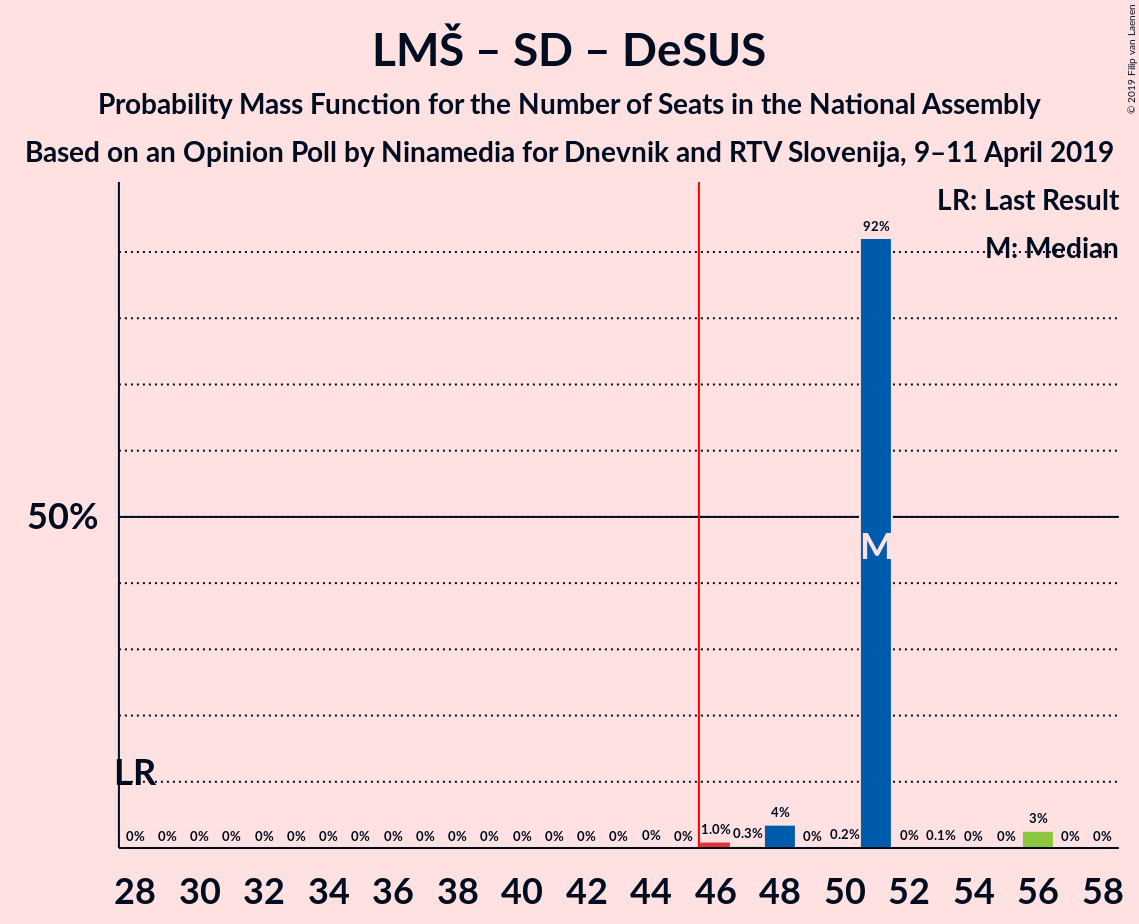 LMŠ – SD – DeSUS
Probability Mass Function for the Number of Seats in the National Assembly
Based on an Opinion Poll by Ninamedia for Dnevnik and RTV Slovenija, 9–11 April 2019
© 2019 Filip van Laenen
LR: Last Result
M: Median
92%
50%
M
LR
0% 0% 0% 0% 0% 0% 0% 0% 0% 0% 0% 0% 0% 0% 0% 0% 0% 0% 1.0% 0.3% 4% 0% 0.2% 0% 0.1% 0% 0% 3% 0% 0%
28 30 32 34 36 38 40 42 44 46 48 50 52 54 56 58